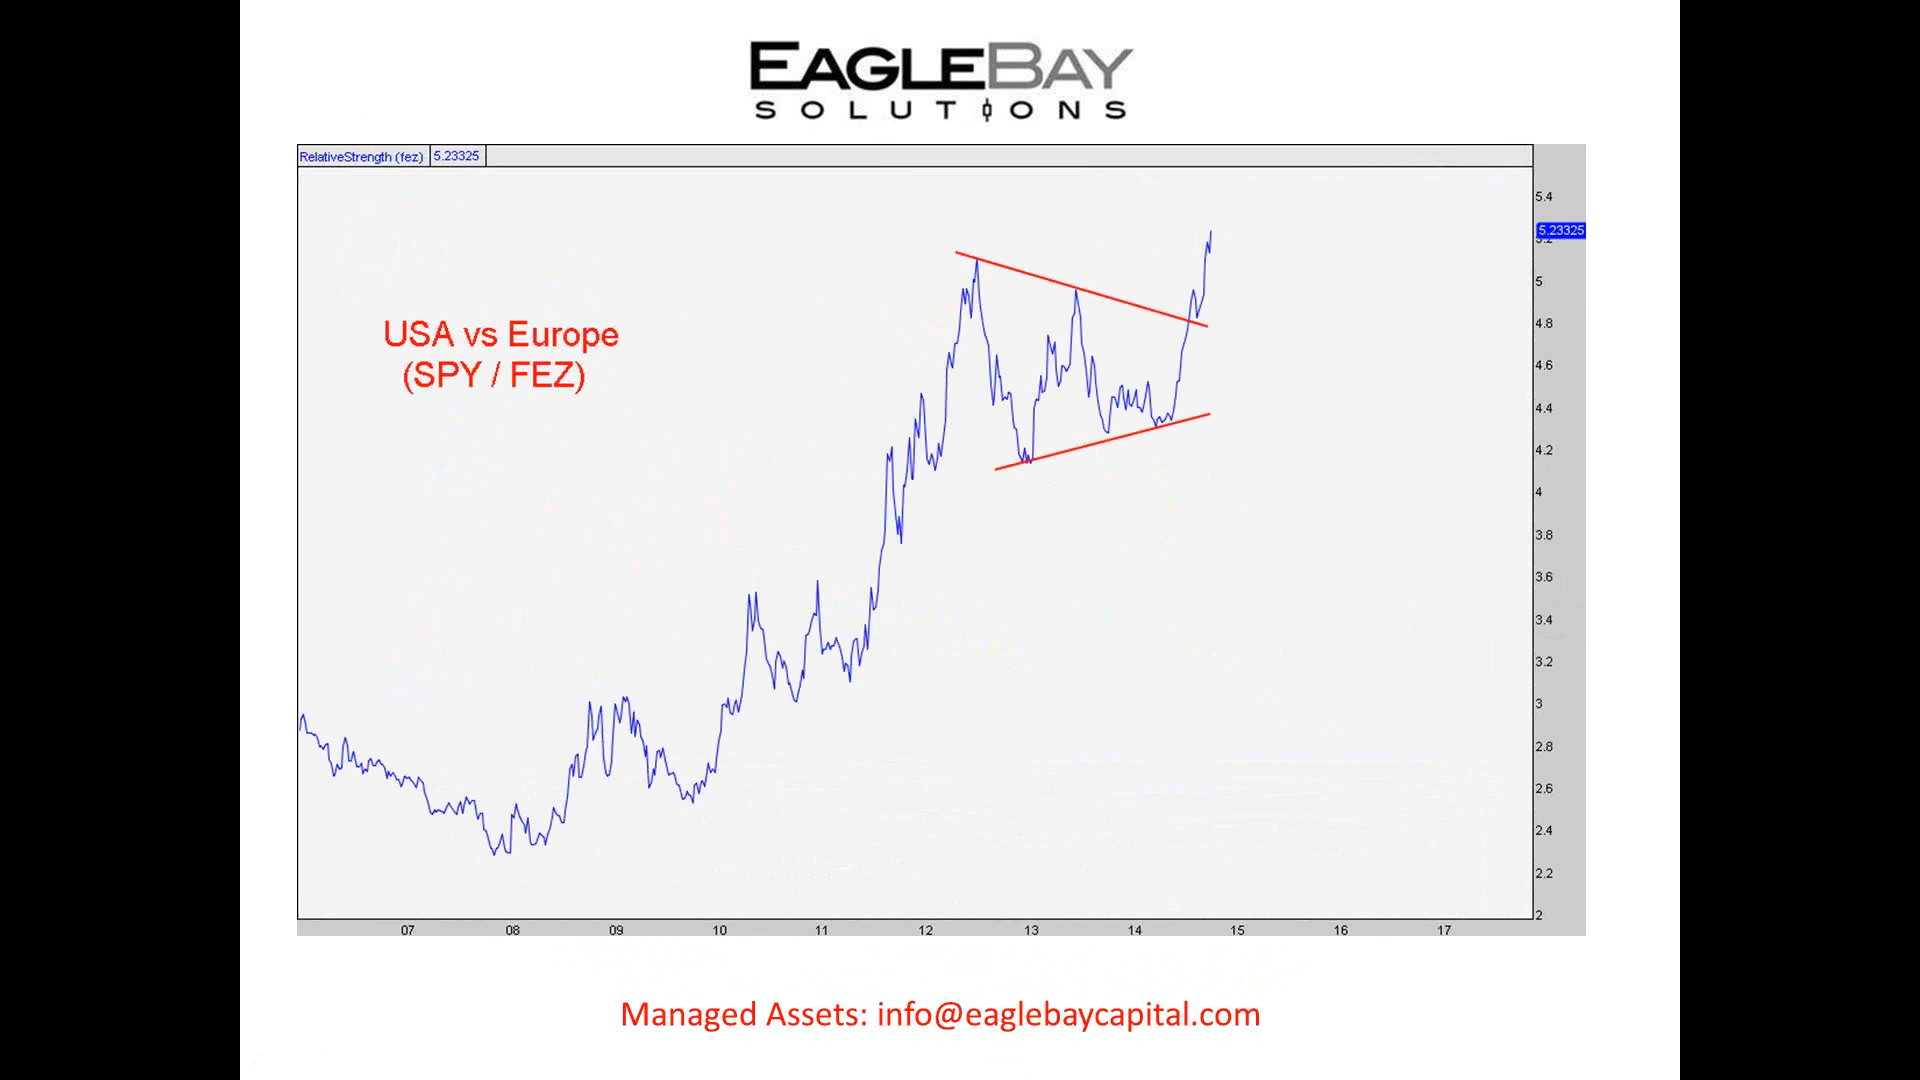 EAGLEBAY
SOLUTIONS
RelativeStrength (fez) 5.23325
5.4
5.23325
5.2
5
4.8
4.6
4.4
4.2
4
3.8
3.6
3.4
3.2
3
2.8
2.6
2.4
2.2
2
USA vs Europe
(SPY / FEZ)
07 08 09 10 11 12 13 14 15 16 17
Managed Assets: info@eaglebaycapital.com